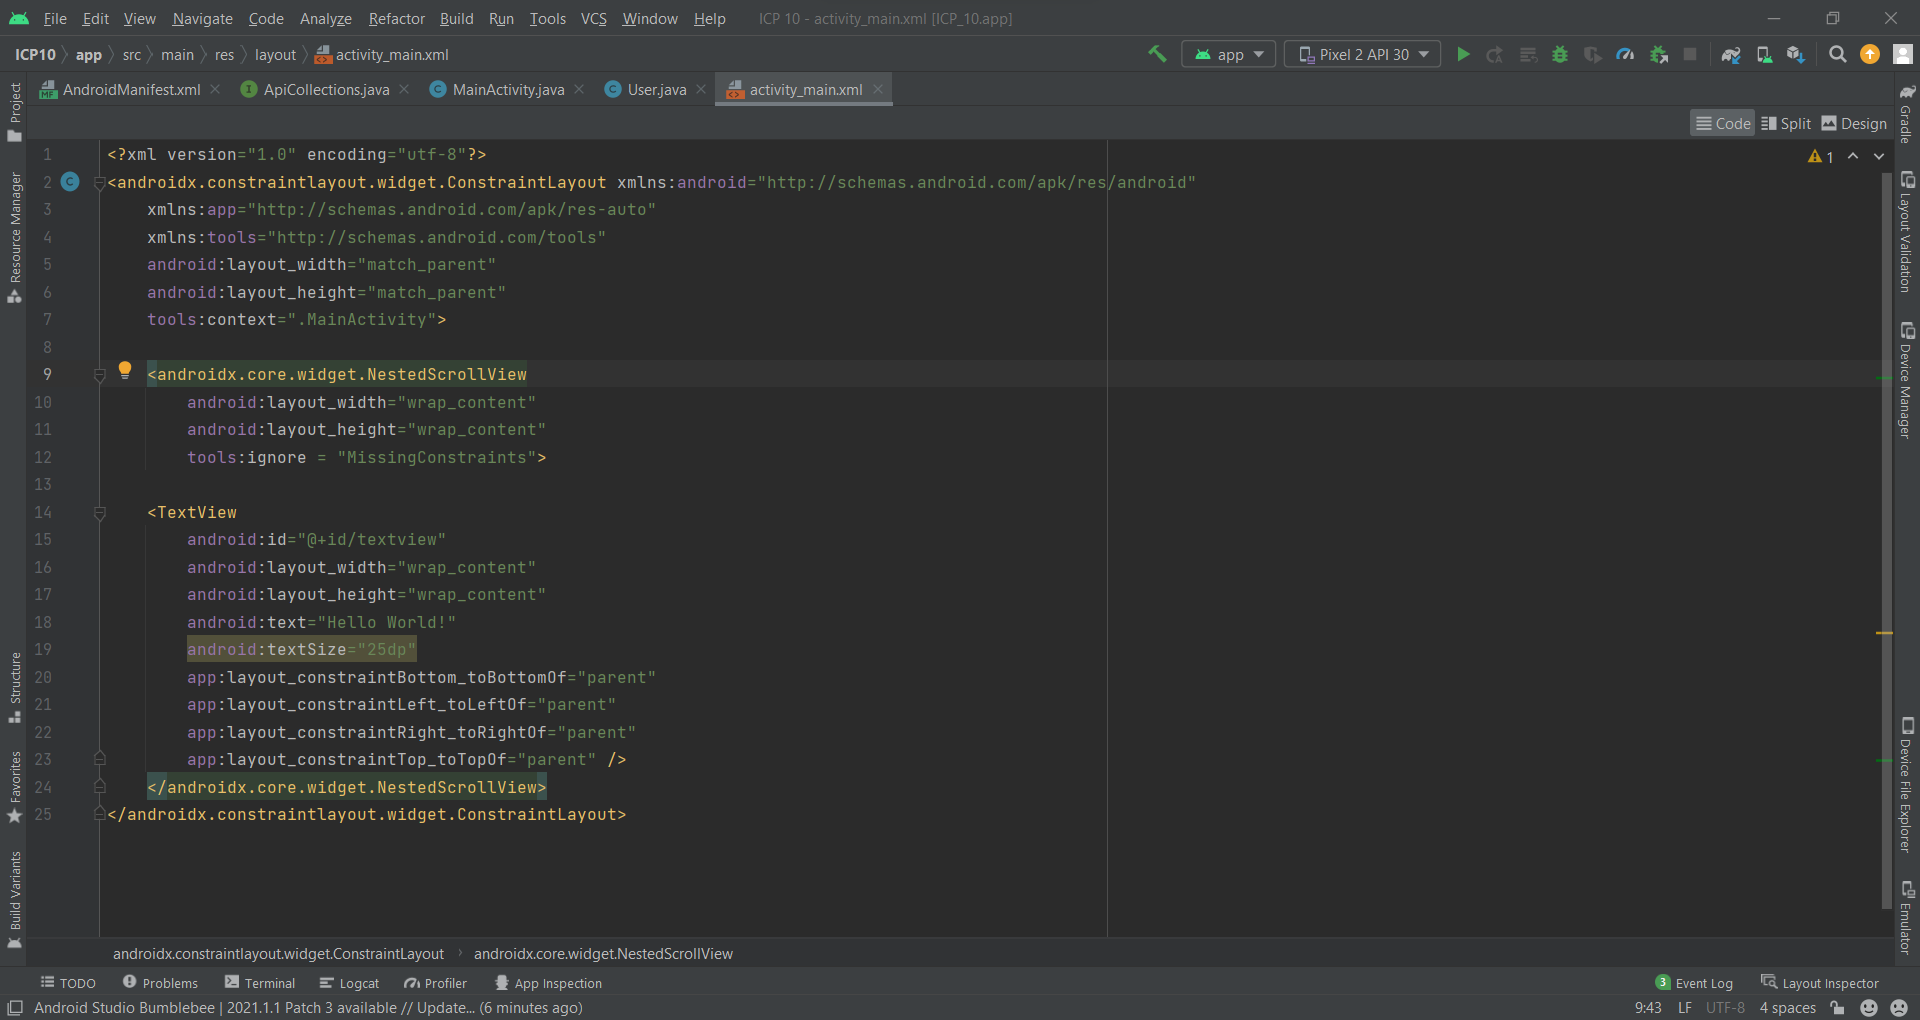 File Edit View Navigate Code Analyze Refactor Build Run Tools VCS Window Help ICP 10 - activity_main.xml [ICP_10.app]
ICP10 app src main res layout activity_main.xml app Pixel 2 API 30
AndroidManifest.xml ApiCollections.java MainActivity.java User.java activity_main.xml
Code Split Design
1 <?xml version="1.0" encoding="utf-8"?>
1
2 <androidx.constraintlayout.widget.ConstraintLayout xmlns:android="http://schemas.android.com/apk/res/android"
3 xmlns:app="http://schemas.android.com/apk/res-auto"
4 xmlns:tools="http://schemas.android.com/tools"
5 android:layout_width="match_parent"
6 android:layout_height="match_parent"
7 tools:context=".MainActivity">
8
9 <androidx.core.widget.NestedScrollView
10 android:layout_width="wrap_content"
11 android:layout_height="wrap_content"
12 tools:ignore = "MissingConstraints">
13
14 <TextView
15 android:id="@+id/textview"
16 android:layout_width="wrap_content"
17 android:layout_height="wrap_content"
18 android:text="Hello World!"
19 android:textSize="25dp"
20 app:layout_constraintBottom_toBottomOf="parent"
21 app:layout_constraintLeft_toLeftOf="parent"
22 app:layout_constraintRight_toRightOf="parent"
23 app:layout_constraintTop_toTopOf="parent" />
24 </androidx.core.widget.NestedScrollView>
25 </androidx.constraintlayout.widget.ConstraintLayout>
androidx.constraintlayout.widget.ConstraintLayout androidx.core.widget.NestedScrollView
Project
Resource Manager
Structure
Favorites
Build Variants
Gradle
Layout Validation
Device Manager
Device File Explorer
Emulator
TODO Problems Terminal Logcat Profiler App Inspection 3 Event Log Layout Inspector
Android Studio Bumblebee | 2021.1.1 Patch 3 available // Update... (6 minutes ago) 9:43 LF UTF-8 4 spaces